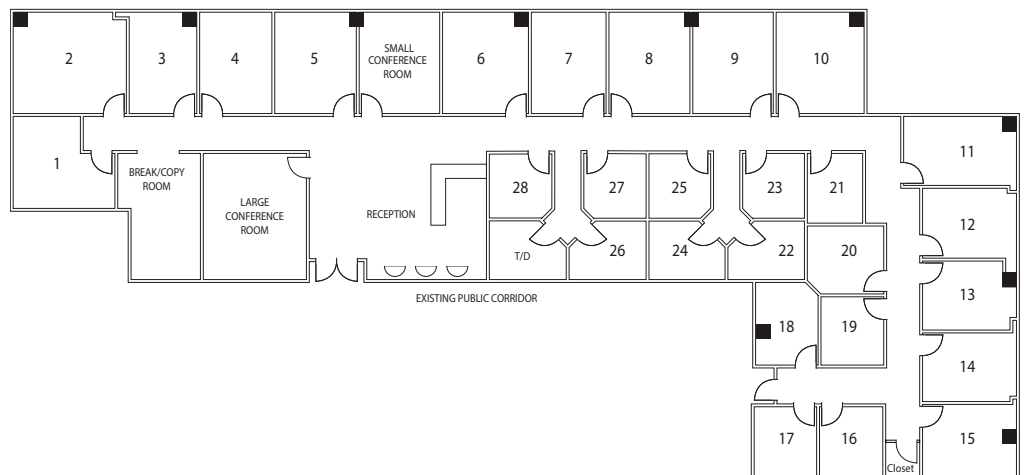 2
3
4
5
SMALL
CONFERENCE
ROOM
6
7
8
9
10
1
BREAK/COPY
ROOM
LARGE
CONFERENCE
ROOM
RECEPTION
28
27
25
23
21
11
T/D
26
24
22
20
12
EXISTING PUBLIC CORRIDOR
13
18
19
14
17
16
15
Closet